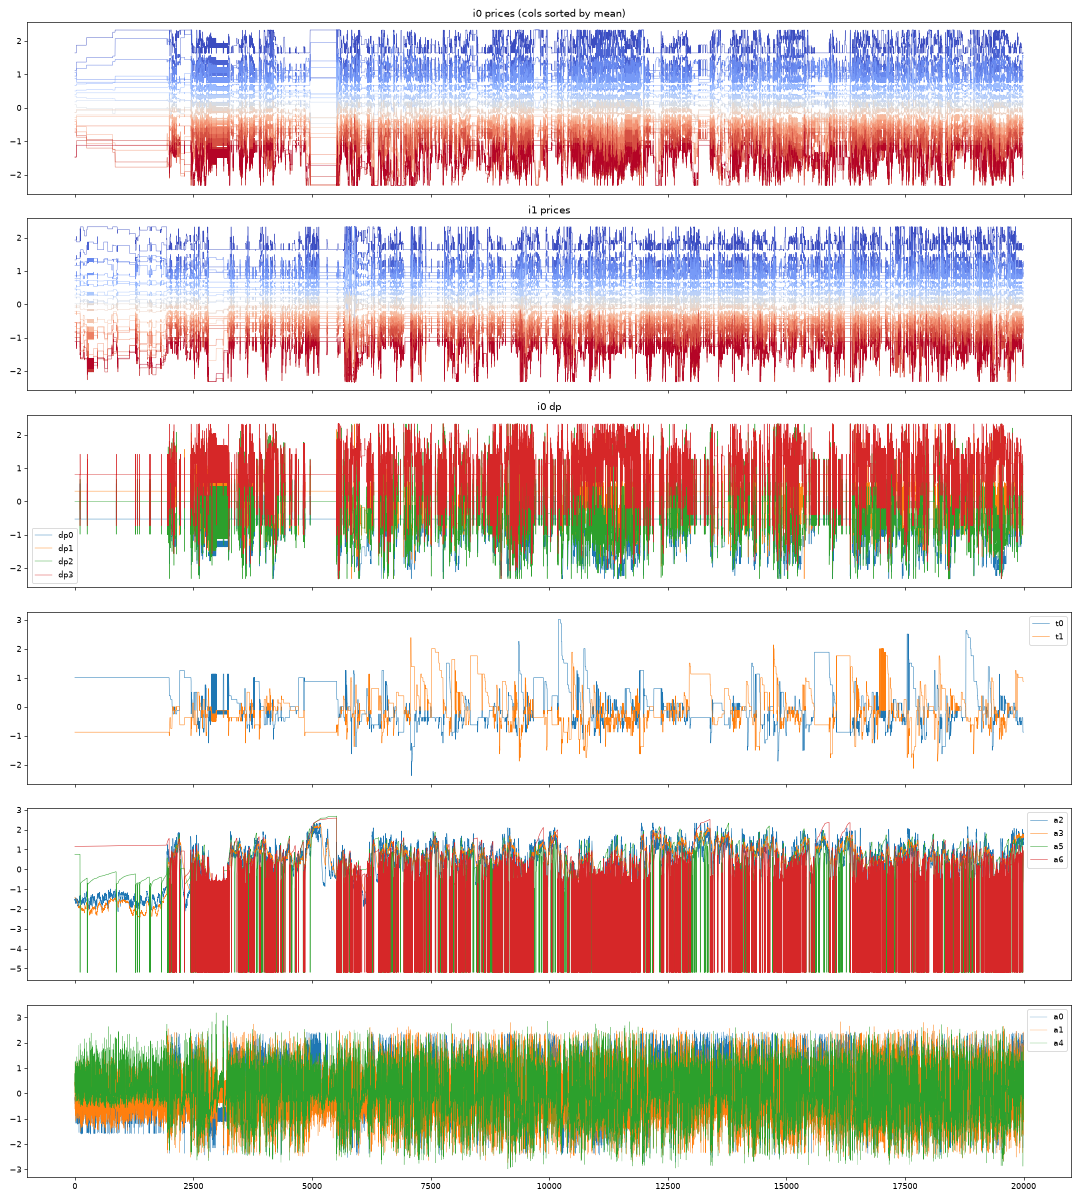 i0 prices (cols sorted by mean)
2
1
0
−1
−2
i1 prices
2
1
0
−1
−2
i0 dp
2
1
0
−1
−2
dp0
dp1
dp2
dp3
3
2
1
0
−1
−2
t0
t1
3
2
1
0
−1
−2
−3
−4
−5
a2
a3
a5
a6
3
2
1
0
−1
−2
−3
a0
a1
a4
0 2500 5000 7500 10000 12500 15000 17500 20000